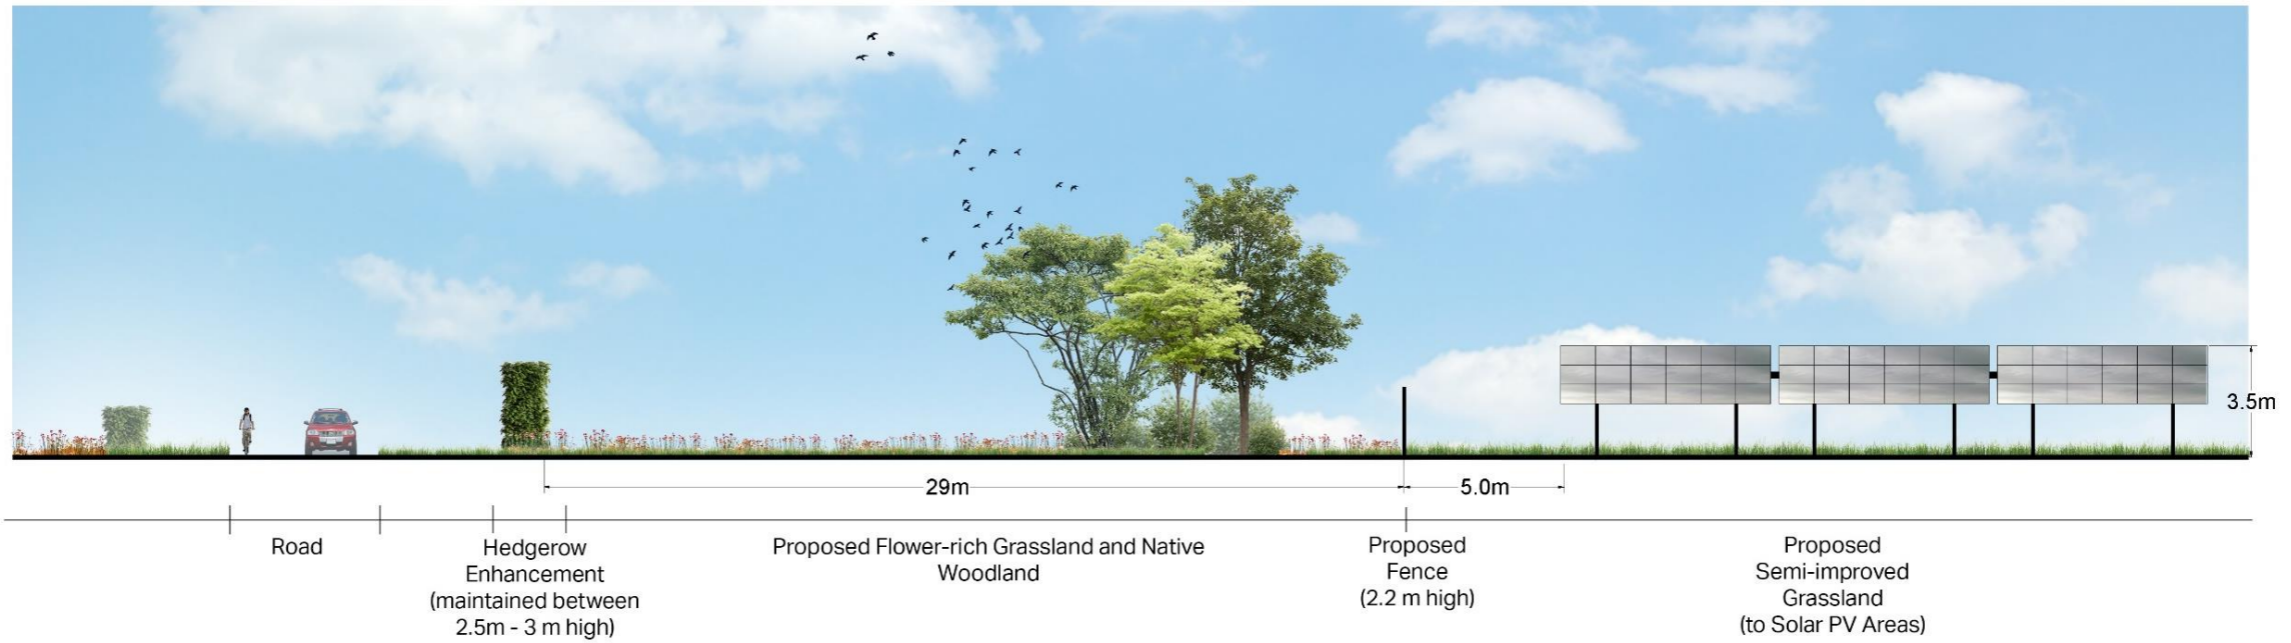 3.5m
29m
5.0m
Road
Hedgerow
Enhancement
(maintained between
2.5m - 3 m high)
Proposed Flower-rich Grassland and Native
Woodland
Proposed
Fence
(2.2 m high)
Proposed
Semi-improved
Grassland
(to Solar PV Areas)